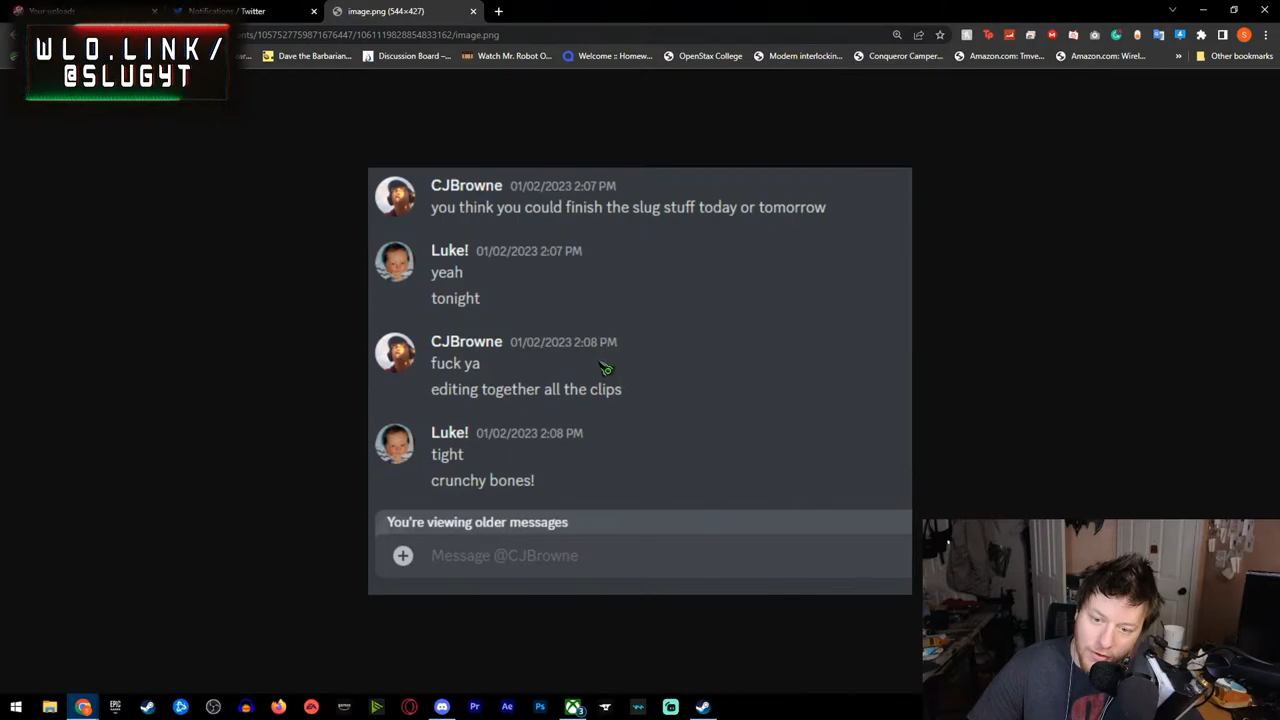 Your uploads
Notifications / Twitter
image.png (544×427)
ents/1057527759871676447/1061119828854833162/image.png
Dave the Barbarian...
Discussion Board –...
Watch Mr. Robot O...
Welcome :: Homew...
OpenStax College
Modern interlockin...
Conqueror Camper...
Amazon.com: Tmve...
Amazon.com: Wirel...
Other bookmarks
WLO.LINK/
@SLUGYT
CJBrowne 01/02/2023 2:07 PM
you think you could finish the slug stuff today or tomorrow
Luke! 01/02/2023 2:07 PM
yeah
tonight
CJBrowne 01/02/2023 2:08 PM
fuck ya
editing together all the clips
Luke! 01/02/2023 2:08 PM
tight
crunchy bones!
You're viewing older messages
Message @CJBrowne